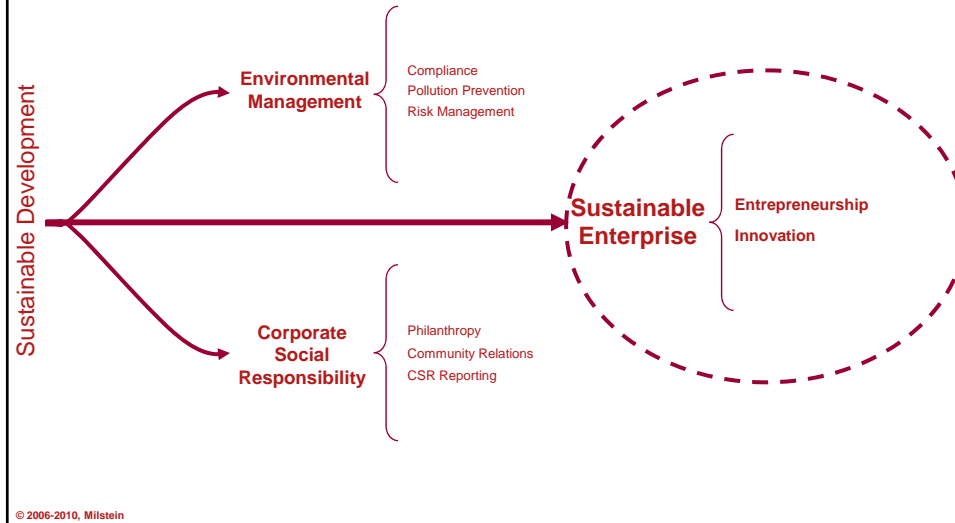 Sustainable Development
Environmental
Management
Compliance
Pollution Prevention
Risk Management
Sustainable
Enterprise
Entrepreneurship
Innovation
Corporate
Social
Responsibility
Philanthropy
Community Relations
CSR Reporting
© 2006-2010, Milstein